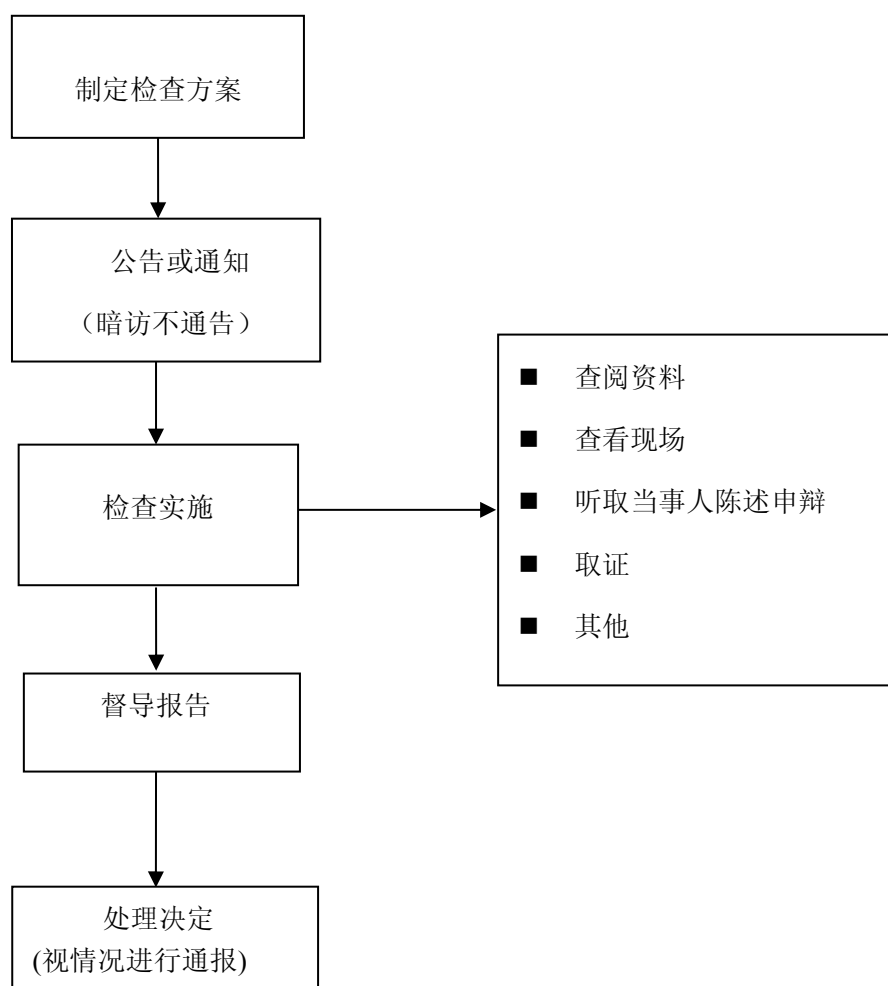 制定检查方案
公告或通知
（暗访不通告）
检查实施
■ 查阅资料
■ 查看现场
■ 听取当事人陈述申辩
■ 取证
■ 其他
督导报告
处理决定
(视情况进行通报)